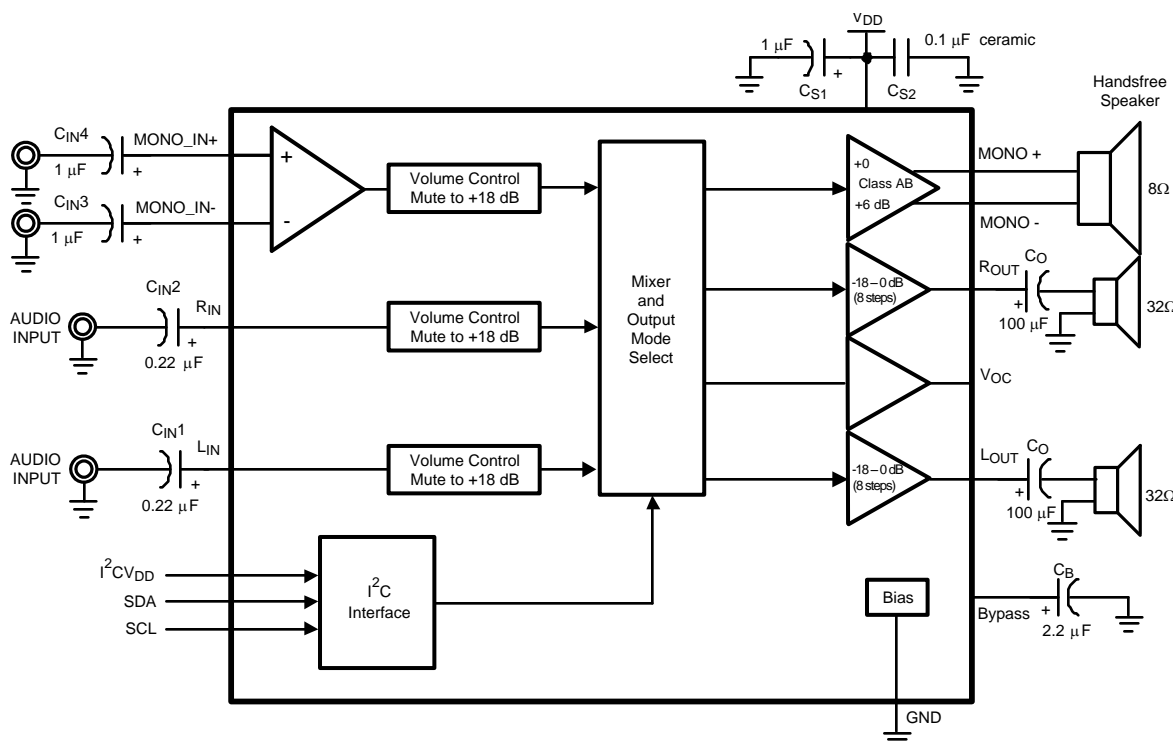 VDD
1 μF
+
CS1
0.1 μF ceramic
CS2
Handsfree
Speaker
CIN4
1 μF
+
MONO_IN+
CIN3
1 μF
+
MONO_IN-
+
-
Volume Control
Mute to +18 dB
AUDIO
INPUT
CIN2
0.22 μF
+
RIN
Volume Control
Mute to +18 dB
AUDIO
INPUT
CIN1
0.22 μF
+
LIN
Volume Control
Mute to +18 dB
Mixer
and
Output
Mode
Select
+0
Class AB
+6 dB
MONO +
MONO -
8Ω
-18–0 dB
(8 steps)
ROUT
CO
+
100 μF
32Ω
VOC
-18–0 dB
(8 steps)
LOUT
CO
+
100 μF
32Ω
I²CVDD
SDA
SCL
I²C
Interface
Bias
Bypass
CB
+
2.2 μF
GND